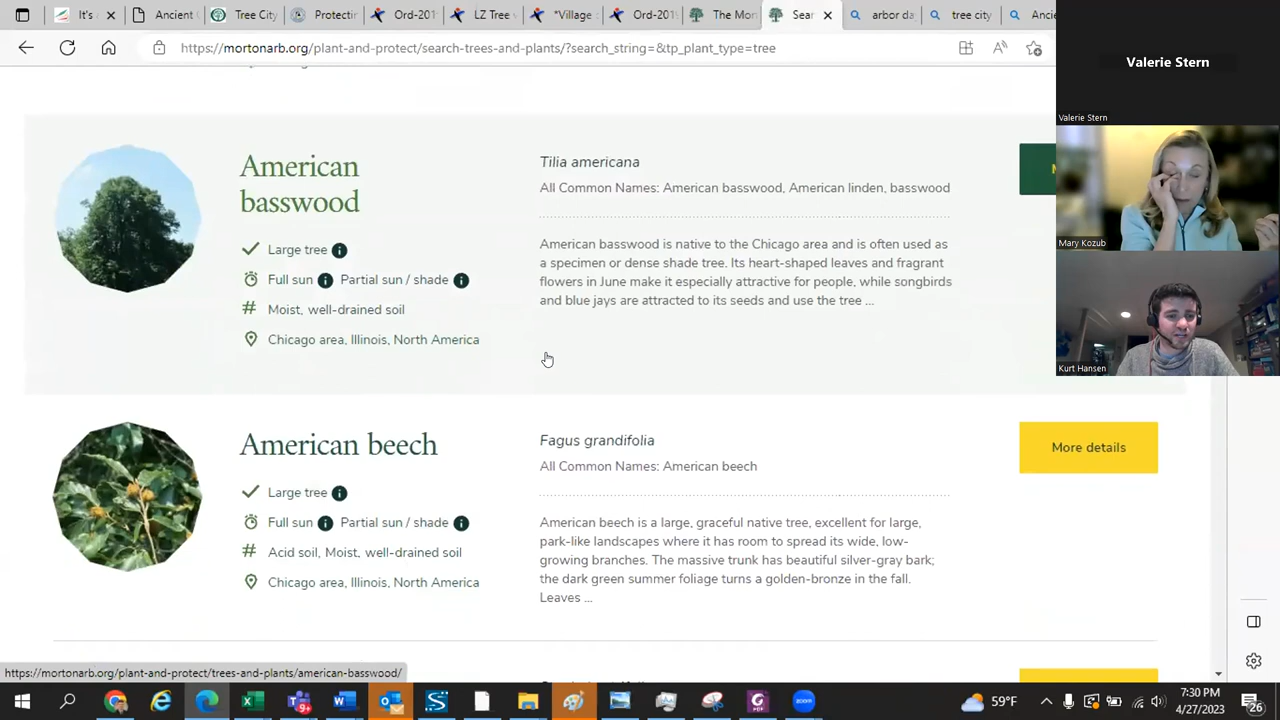 It's
Ancient
Tree City
Protectin
Ord-201
LZ Tree
*Village
Ord-201
The Mor
Sear
arbor da
tree city
Ancie
https://mortonarb.org/plant-and-protect/search-trees-and-plants/?search_string=&tp_plant_type=tree
Valerie Stern
Valerie Stern
Mary Kozub
Kurt Hansen
American
basswood
Large tree
Full sun Partial sun / shade
# Moist, well-drained soil
Chicago area, Illinois, North America
Tilia americana
All Common Names: American basswood, American linden, basswood
American basswood is native to the Chicago area and is often used as
a specimen or dense shade tree. Its heart-shaped leaves and fragrant
flowers in June make it especially attractive for people, while songbirds
and blue jays are attracted to its seeds and use the tree ...
American beech
Large tree
Full sun Partial sun / shade
# Acid soil, Moist, well-drained soil
Chicago area, Illinois, North America
Fagus grandifolia
All Common Names: American beech
American beech is a large, graceful native tree, excellent for large,
park-like landscapes where it has room to spread its wide, low-
growing branches. The massive trunk has beautiful silver-gray bark;
the dark green summer foliage turns a golden-bronze in the fall.
Leaves ...
More details
https://mortonarb.org/plant-and-protect/trees-and-plants/american-basswood/
59°F
7:30 PM
4/27/2023
26